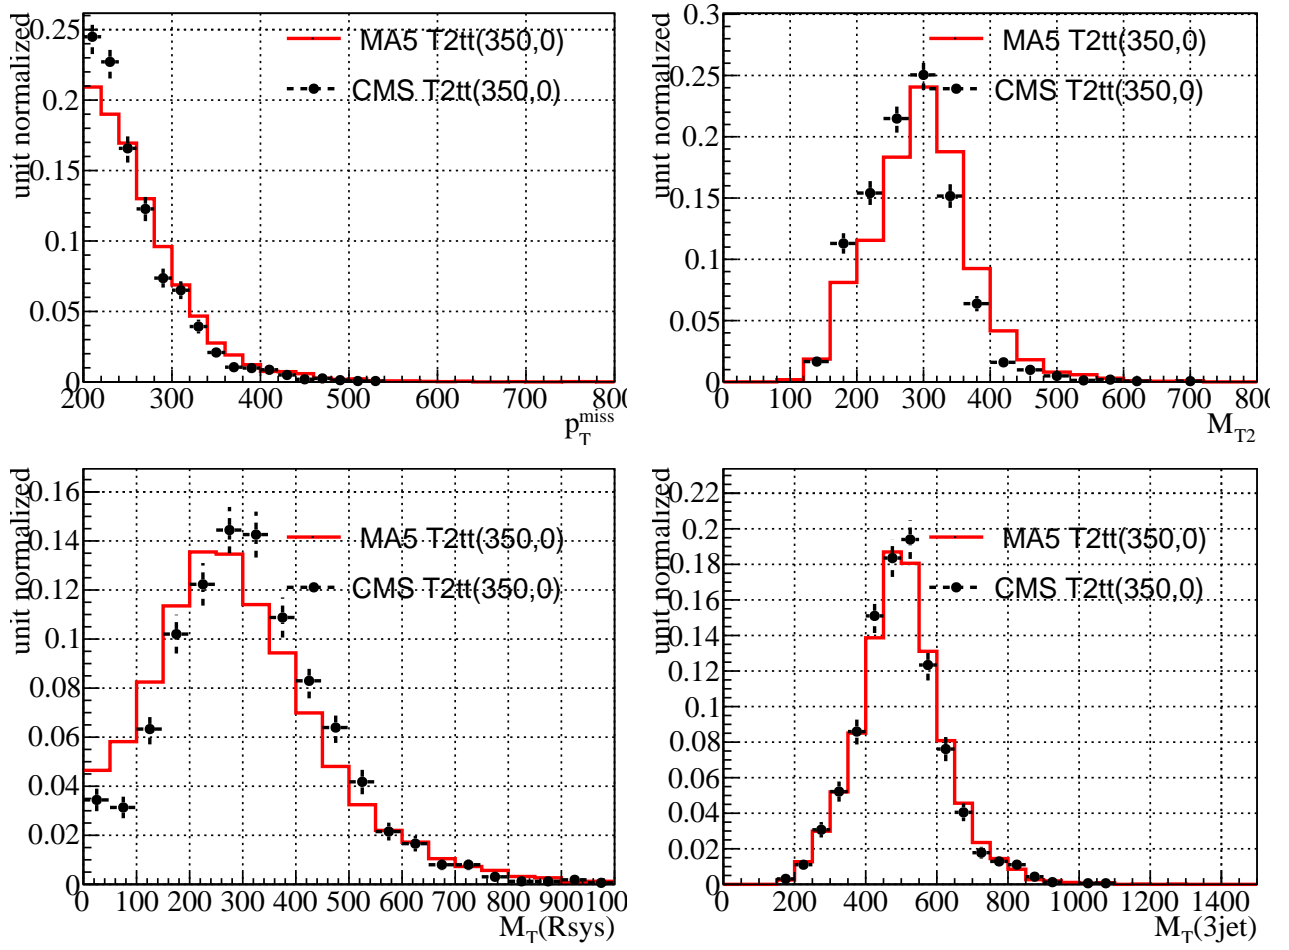 unit normalized
0.25
0.2
0.15
0.1
0.05
0
200 300 400 500 600 700 800
p_T^miss
MA5 T2tt(350,0)
CMS T2tt(350,0)
unit normalized
0.3
0.25
0.2
0.15
0.1
0.05
0
0 100 200 300 400 500 600 700 800
M_T2
MA5 T2tt(350,0)
CMS T2tt(350,0)
unit normalized
0.16
0.14
0.12
0.1
0.08
0.06
0.04
0.02
0
0 100 200 300 400 500 600 700 800 900 1000
M_T(Rsys)
MA5 T2tt(350,0)
CMS T2tt(350,0)
unit normalized
0.22
0.2
0.18
0.16
0.14
0.12
0.1
0.08
0.06
0.04
0.02
0
0 200 400 600 800 1000 1200 1400
M_T(3jet)
MA5 T2tt(350,0)
CMS T2tt(350,0)